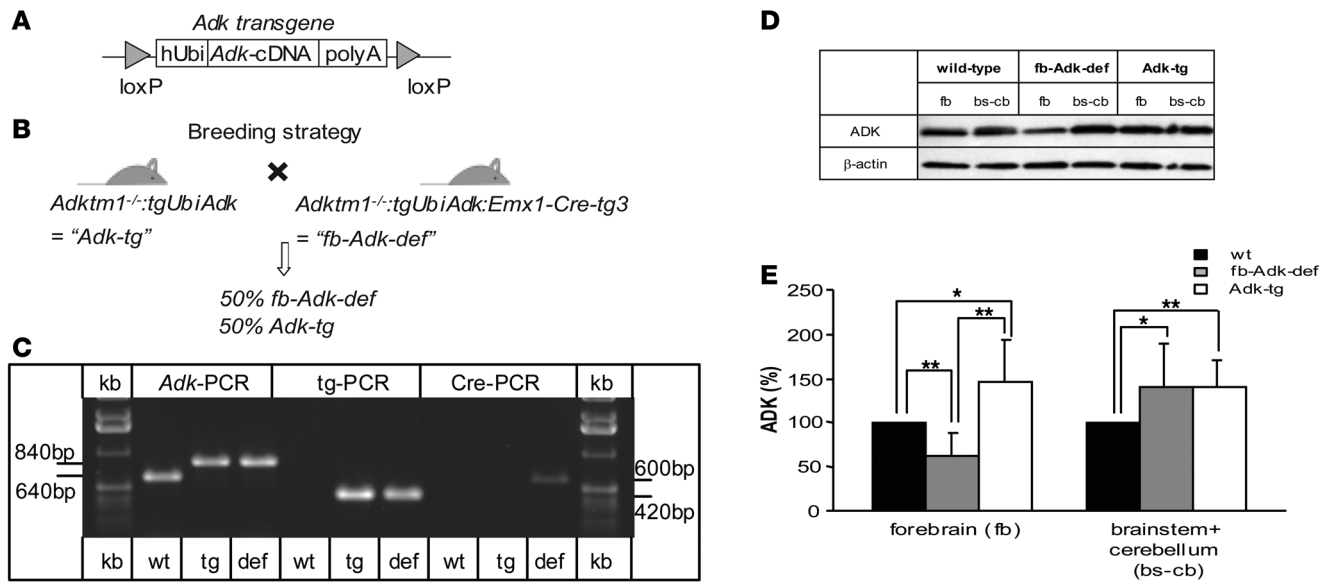 A
Adk transgene
hUbi Adk-cDNA polyA
loxP loxP
B
Breeding strategy
Adktm1-/-:tgUbiAdk Adktm1-/-:tgUbiAdk:Emx1-Cre-tg3
= “Adk-tg” = “fb-Adk-def”
50% fb-Adk-def
50% Adk-tg
C
kb Adk-PCR tg-PCR Cre-PCR kb
840bp
640bp
600bp
420bp
kb wt tg def wt tg def wt tg def kb
D
wild-type fb-Adk-def Adk-tg
fb bs-cb fb bs-cb fb bs-cb
ADK
β-actin
E
wt
fb-Adk-def
Adk-tg
ADK (%)
250
200
150
100
50
0
* ** **
** *
forebrain (fb)
brainstem+
cerebellum
(bs-cb)